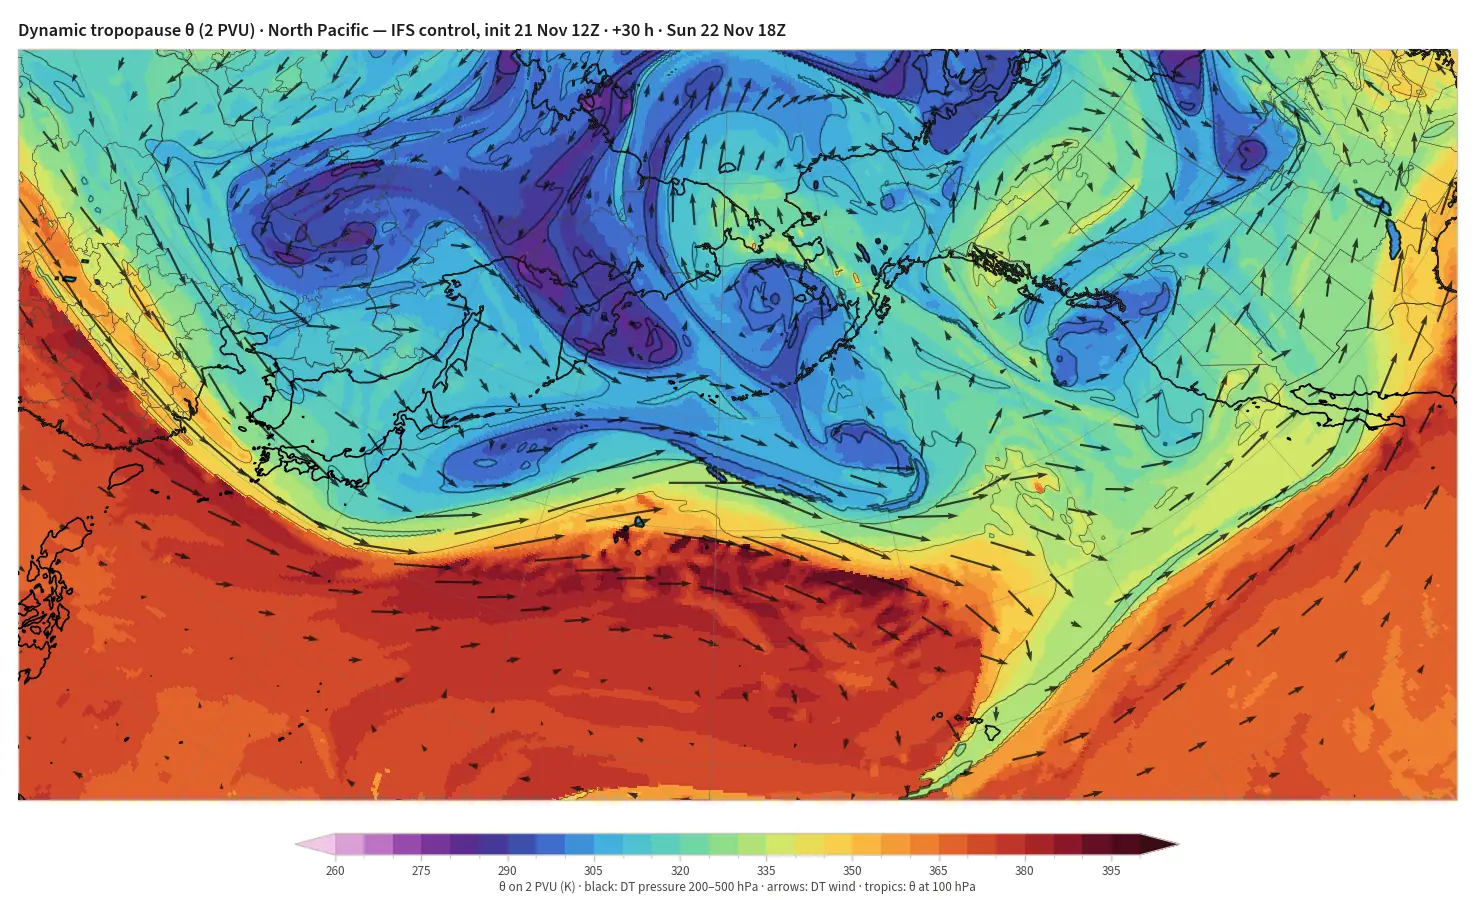 Dynamic tropopause θ (2 PVU) · North Pacific — IFS control, init 21 Nov 12Z · +30 h · Sun 22 Nov 18Z
260 275 290 305 320 335 350 365 380 395
θ on 2 PVU (K) · black: DT pressure 200–500 hPa · arrows: DT wind · tropics: θ at 100 hPa